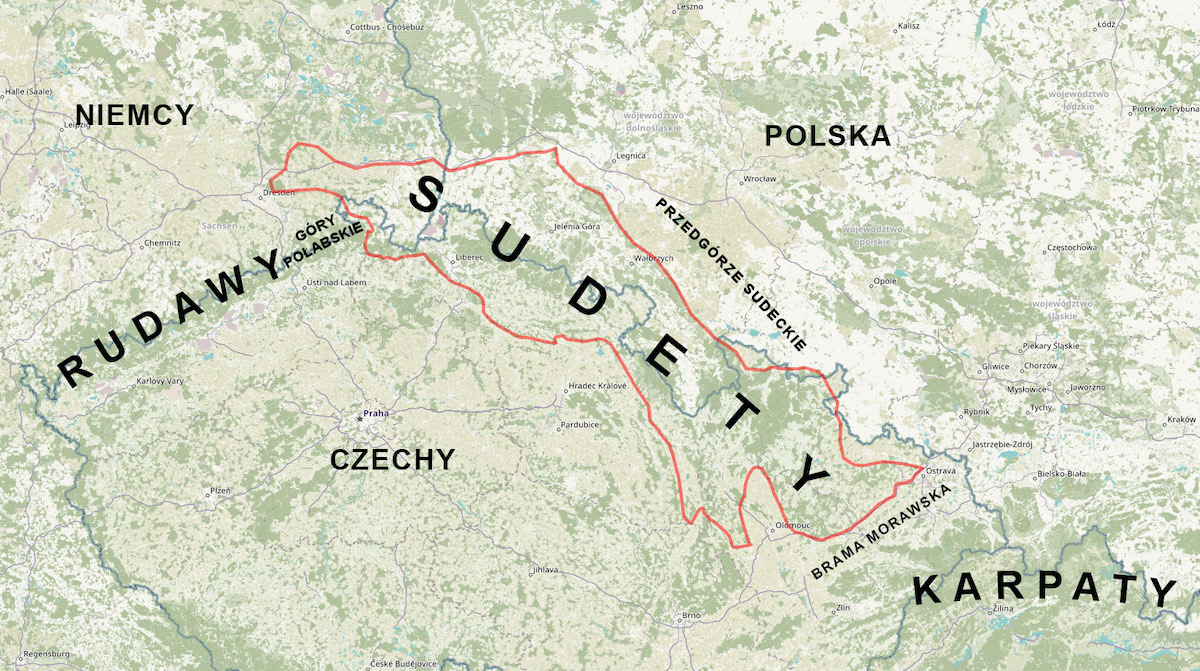 Leszno
Cottbus - Chóśebuz
Kalisz
Łódź
Halle (Saale)
Leipzig
NIEMCY
województwo
łódzkie
Piotrków Trybuna
województwo
dolnośląskie
POLSKA
Legnica
Wrocław
Dresden
SUDETY
PRZEDGÓRZE SUDECKIE
Sachsen
GÓRY
POŁABSKIE
Jelenia Góra
województwo
opolskie
Chemnitz
Częstochowa
Liberec
Wałbrzych
RUDAWY
Ústí nad Labem
Opole
województwo
śląskie
Piekary Śląskie
Gliwice
Chorzów
Karlovy Vary
Hradec Králové
Mysłowice
Jaworzno
Praha
Rybnik
Tychy
Kraków
Pardubice
Jastrzębie-Zdrój
CZECHY
Ostrava
Bielsko-Biała
Plzeň
BRAMA MORAWSKA
Olomouc
Jihlava
KARPATY
Zlín
Žilina
Brno
Regensburg
České Budějovice